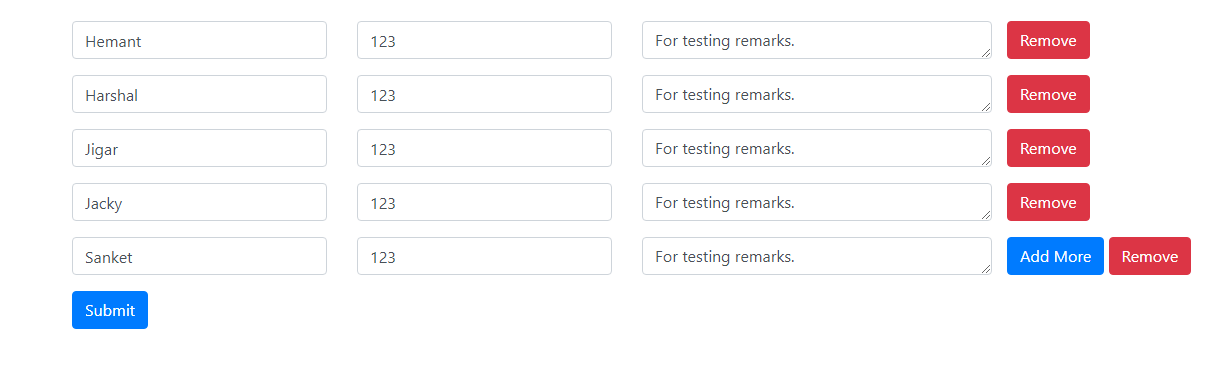 Hemant 123 For testing remarks. Remove
Harshal 123 For testing remarks. Remove
Jigar 123 For testing remarks. Remove
Jacky 123 For testing remarks. Remove
Sanket 123 For testing remarks. Add More Remove
Submit